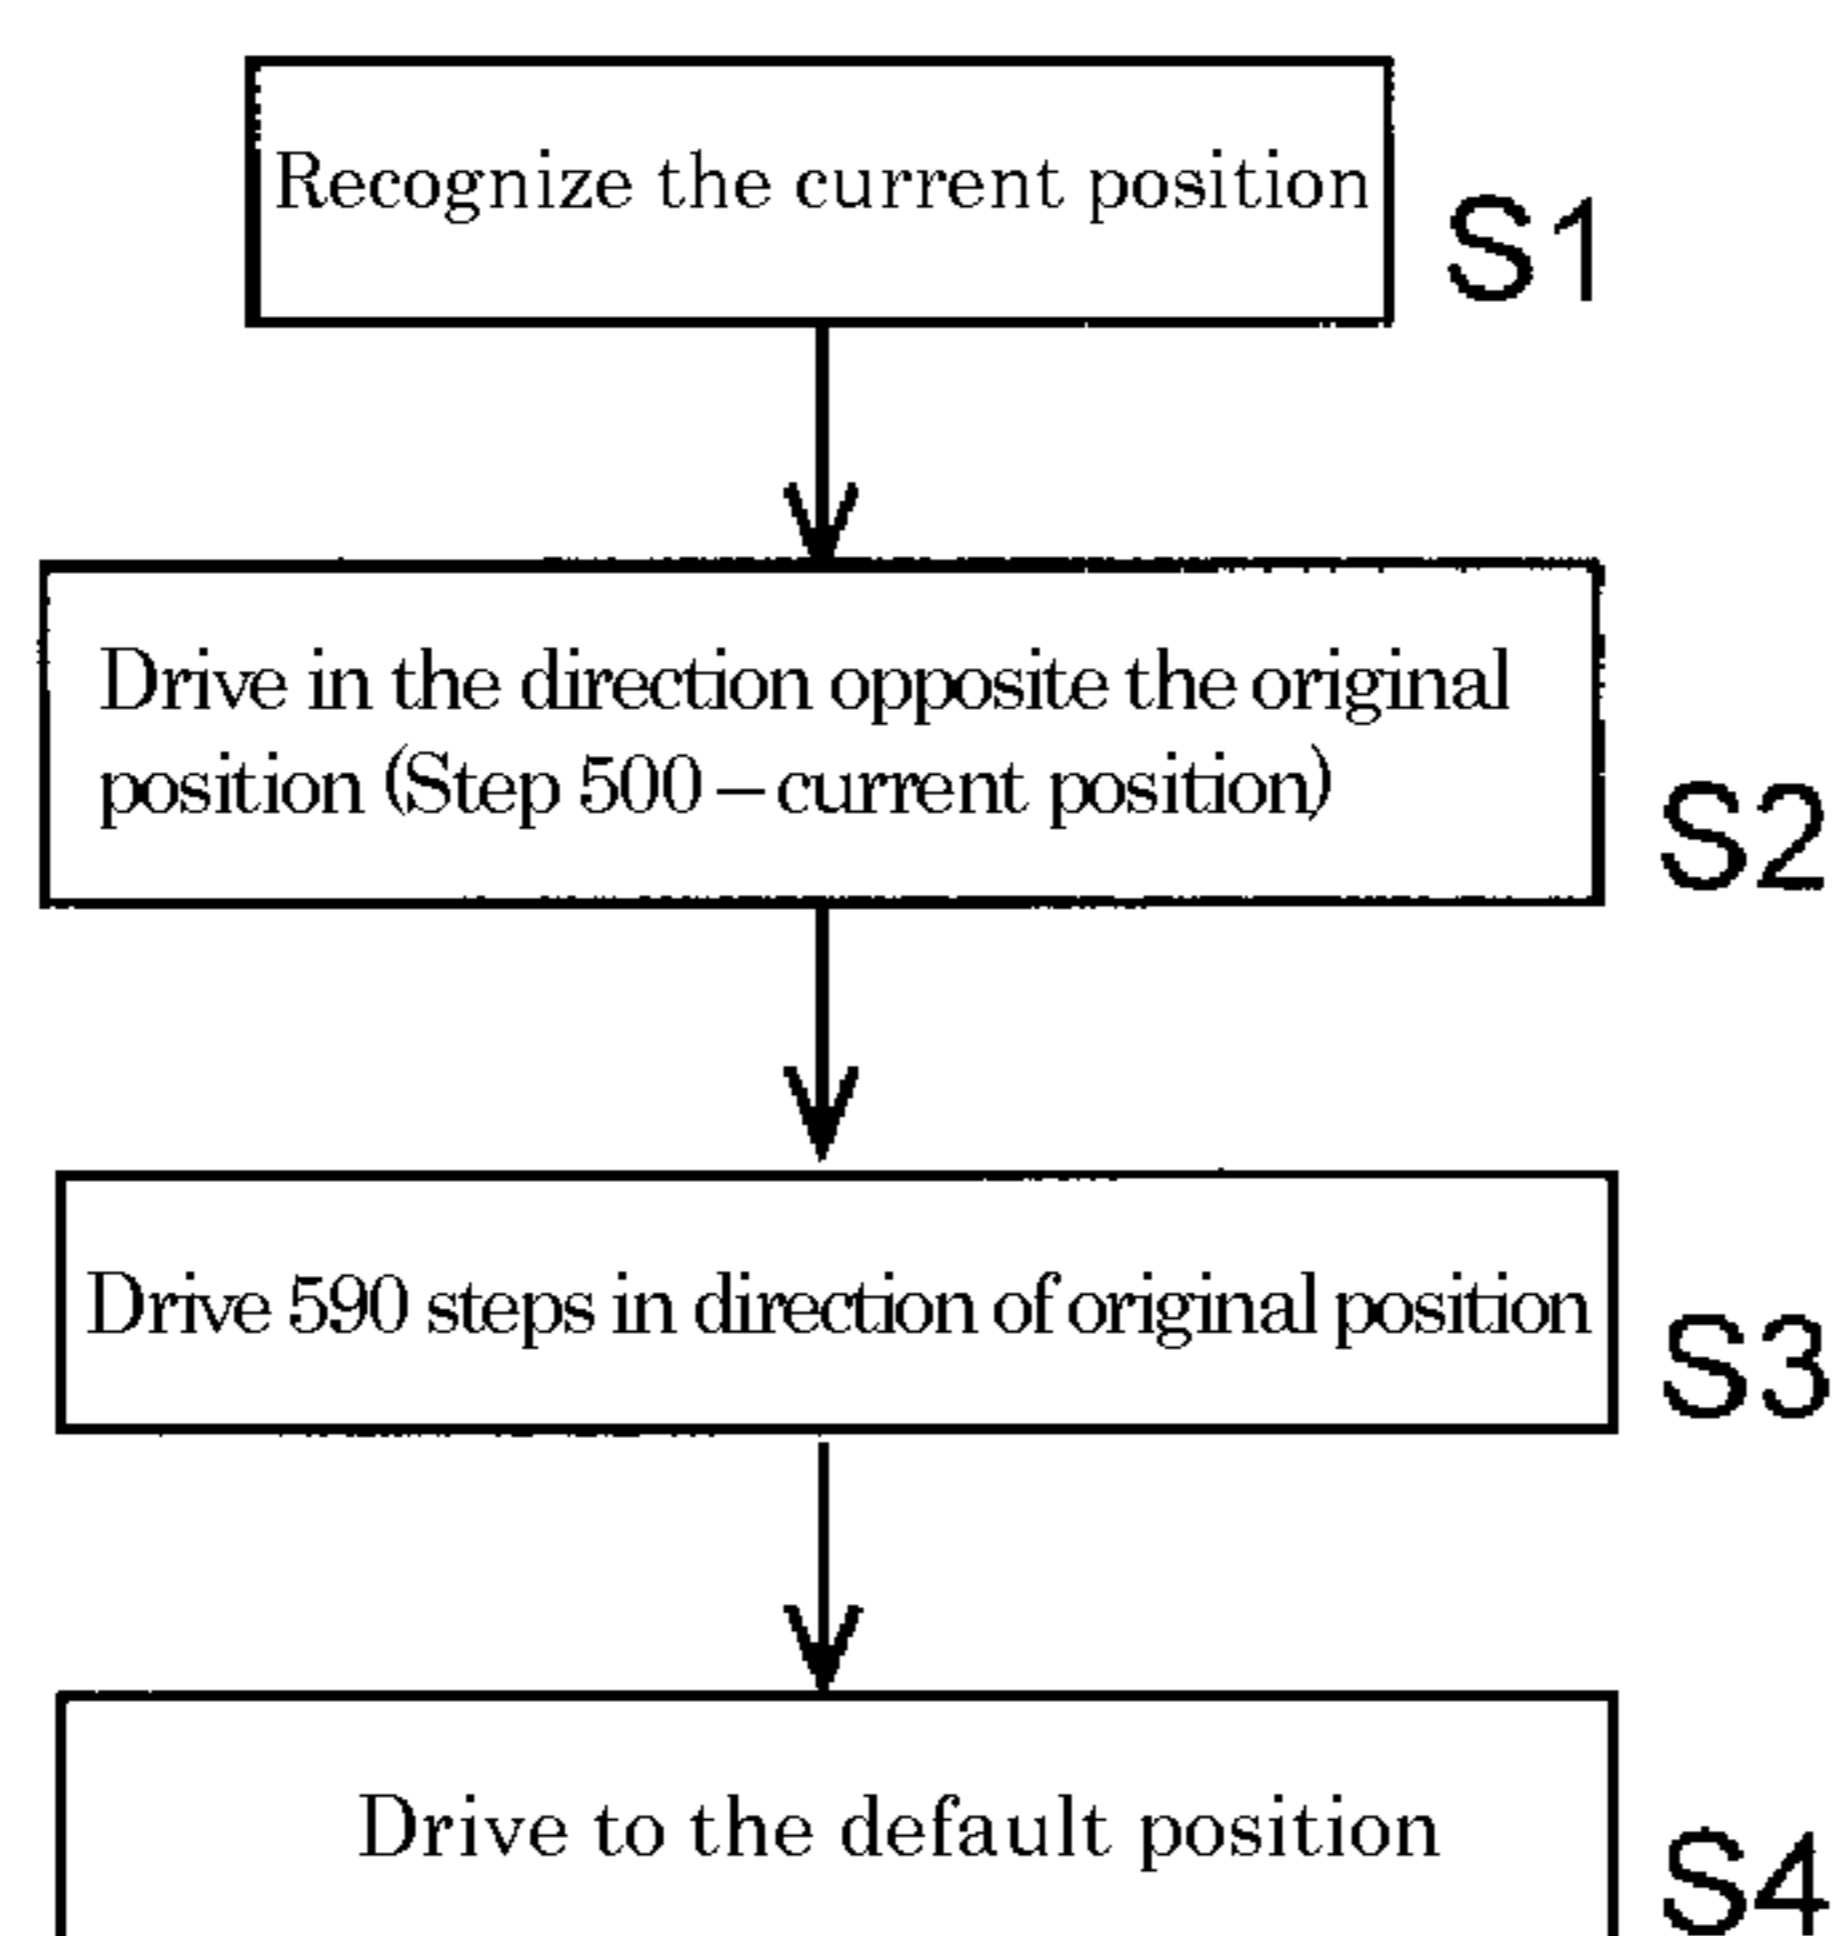 Recognize the current position
S1
Drive in the direction opposite the original
position (Step 500 – current position)
S2
Drive 590 steps in direction of original position
S3
Drive to the default position
S4